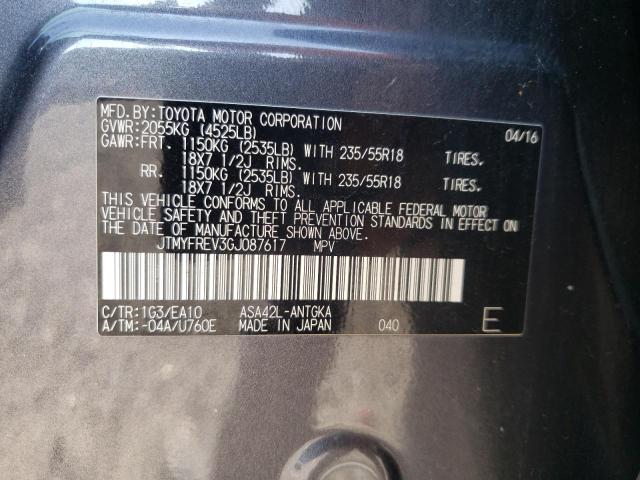 MFD.BY:TOYOTA MOTOR CORPORATION 04/16
GVWR:2055KG (4525LB)
GAWR:FRT. 1150KG (2535LB) WITH 235/55R18 TIRES.
18X7 1/2J RIMS.
RR. 1150KG (2535LB) WITH 235/55R18 TIRES.
18X7 1/2J RIMS.
THIS VEHICLE CONFORMS TO ALL APPLICABLE FEDERAL MOTOR
VEHICLE SAFETY AND THEFT PREVENTION STANDARDS IN EFFECT ON
THE DATE OF MANUFACTURE SHOWN ABOVE.
JTMYFREV3GJ087617 MPV
C/TR:1G3/EA10 ASA42L-ANTGKA
A/TM:-04A/U760E MADE IN JAPAN 040 E